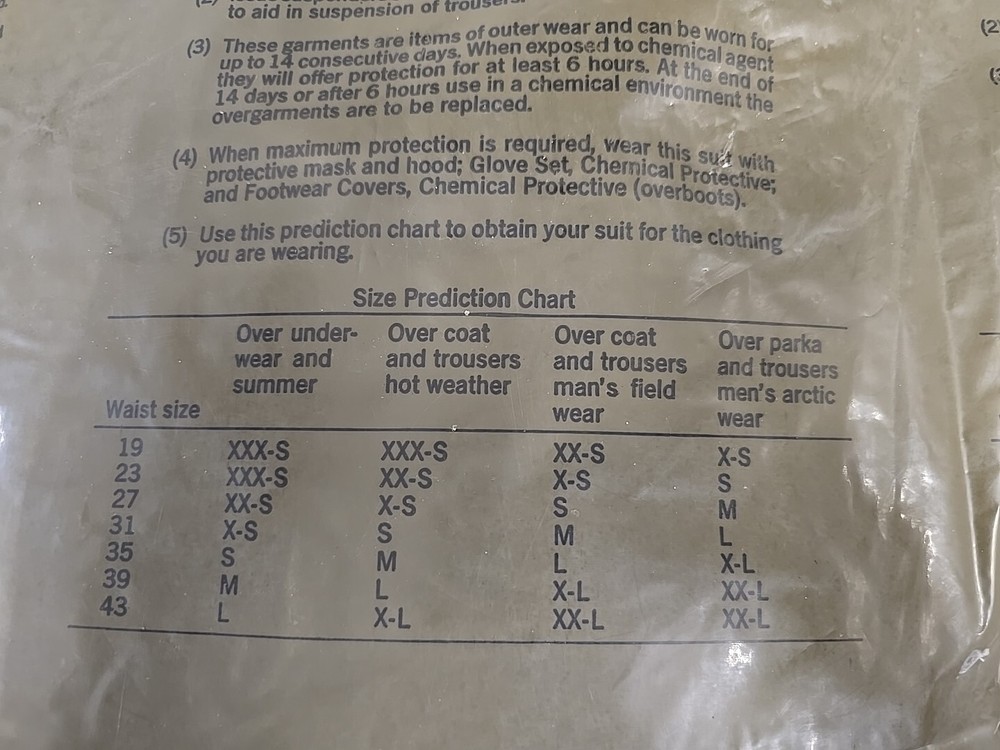 to aid in suspension of trousers.
(3) These garments are items of outer wear and can be worn for
up to 14 consecutive days. When exposed to chemical agent
they will offer protection for at least 6 hours. At the end of
14 days or after 6 hours use in a chemical environment the
overgarments are to be replaced.
(4) When maximum protection is required, wear this suit with
protective mask and hood; Glove Set, Chemical Protective;
and Footwear Covers, Chemical Protective (overboots).
(5) Use this prediction chart to obtain your suit for the clothing
you are wearing.
Size Prediction Chart
Over under- Over coat Over coat Over parka
wear and and trousers and trousers and trousers
summer hot weather man's field men's arctic
Waist size wear wear
19 XXX-S XXX-S XX-S X-S
23 XXX-S XX-S X-S S
27 XX-S X-S S M
31 X-S S M L
35 S M L X-L
39 M L X-L XX-L
43 L X-L XX-L XX-L